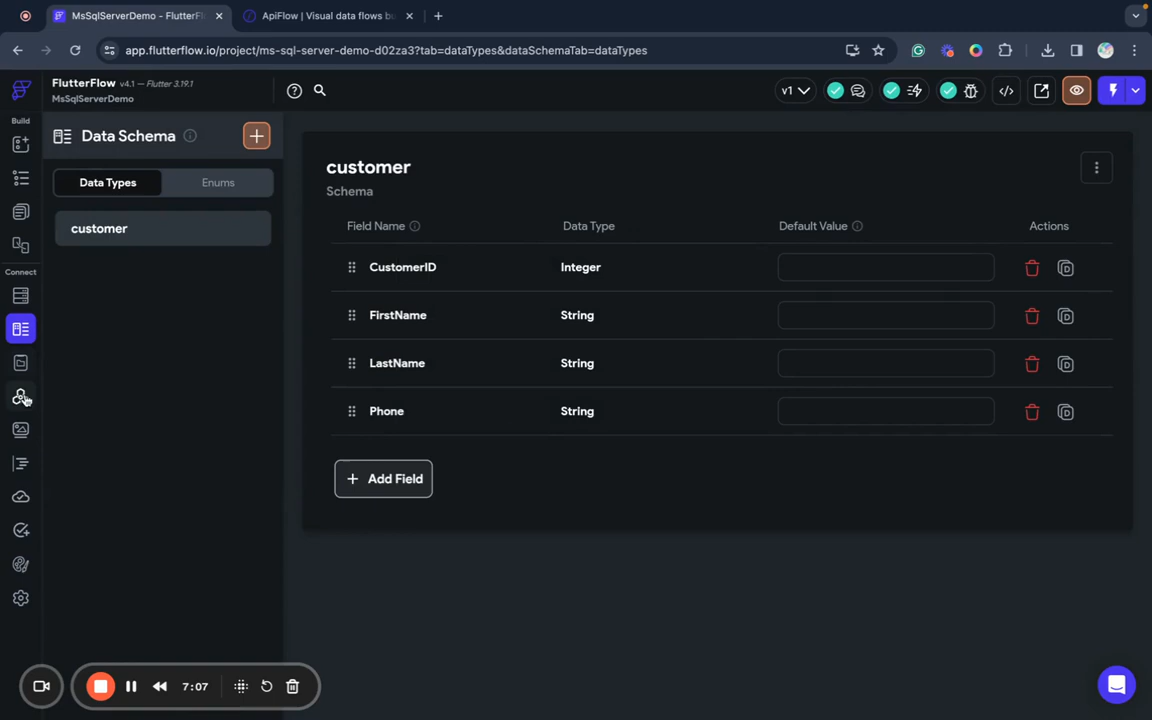 MsSqlServerDemo - FlutterFl
ApiFlow | Visual data flows bu
app.flutterflow.io/project/ms-sql-server-demo-d02za3?tab=dataTypes&dataSchemaTab=dataTypes
FlutterFlow v4.1 – Flutter 3.19.1
MsSqlServerDemo
v1
Build
Data Schema
Data Types
Enums
customer
Connect
customer
Schema
Field Name
Data Type
Default Value
Actions
CustomerID
Integer
FirstName
String
LastName
String
Phone
String
+ Add Field
7:07